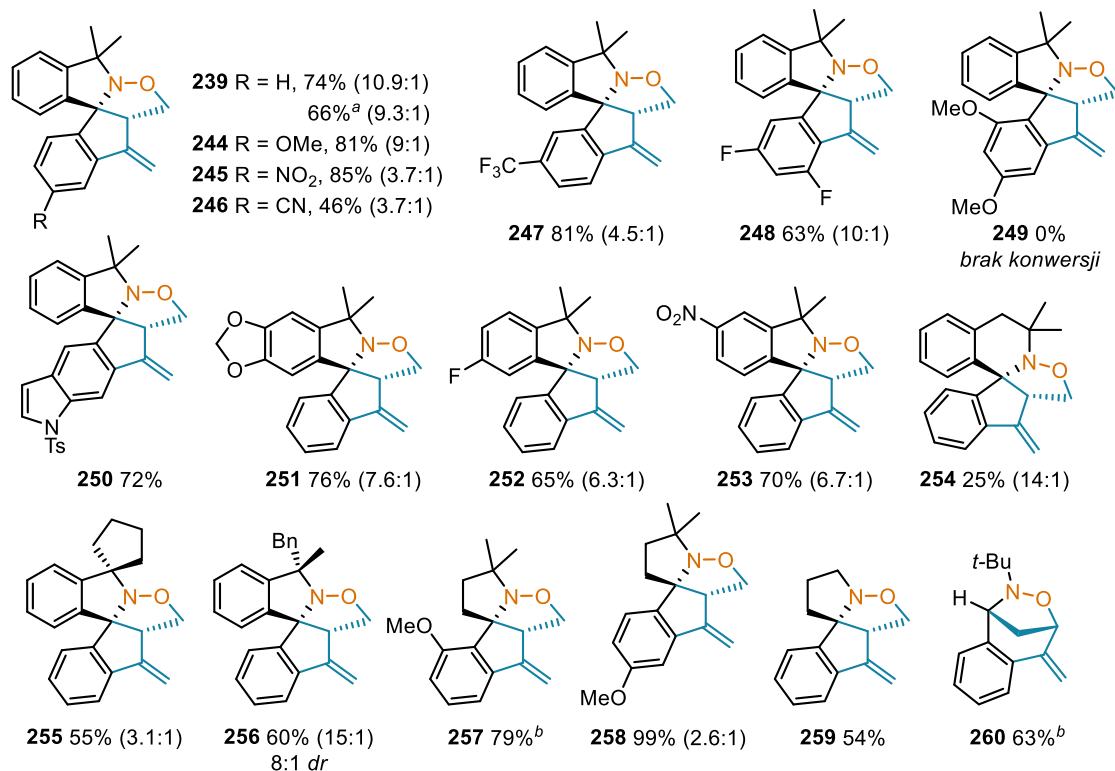 N–O
239 R = H, 74% (10.9:1)
66%ᵃ (9.3:1)
244 R = OMe, 81% (9:1)
245 R = NO₂, 85% (3.7:1)
246 R = CN, 46% (3.7:1)
R
N–O
F₃C
247 81% (4.5:1)
N–O
F
F
248 63% (10:1)
N–O
MeO
MeO
249 0%
brak konwersji
N–O
N
Ts
250 72%
O
O
N–O
251 76% (7.6:1)
F
N–O
252 65% (6.3:1)
O₂N
N–O
253 70% (6.7:1)
N–O
254 25% (14:1)
N–O
255 55% (3.1:1)
Bn
N–O
256 60% (15:1)
8:1 dr
N–O
MeO
257 79%ᵇ
N–O
MeO
258 99% (2.6:1)
N–O
259 54%
t-Bu
N–O
H
260 63%ᵇ